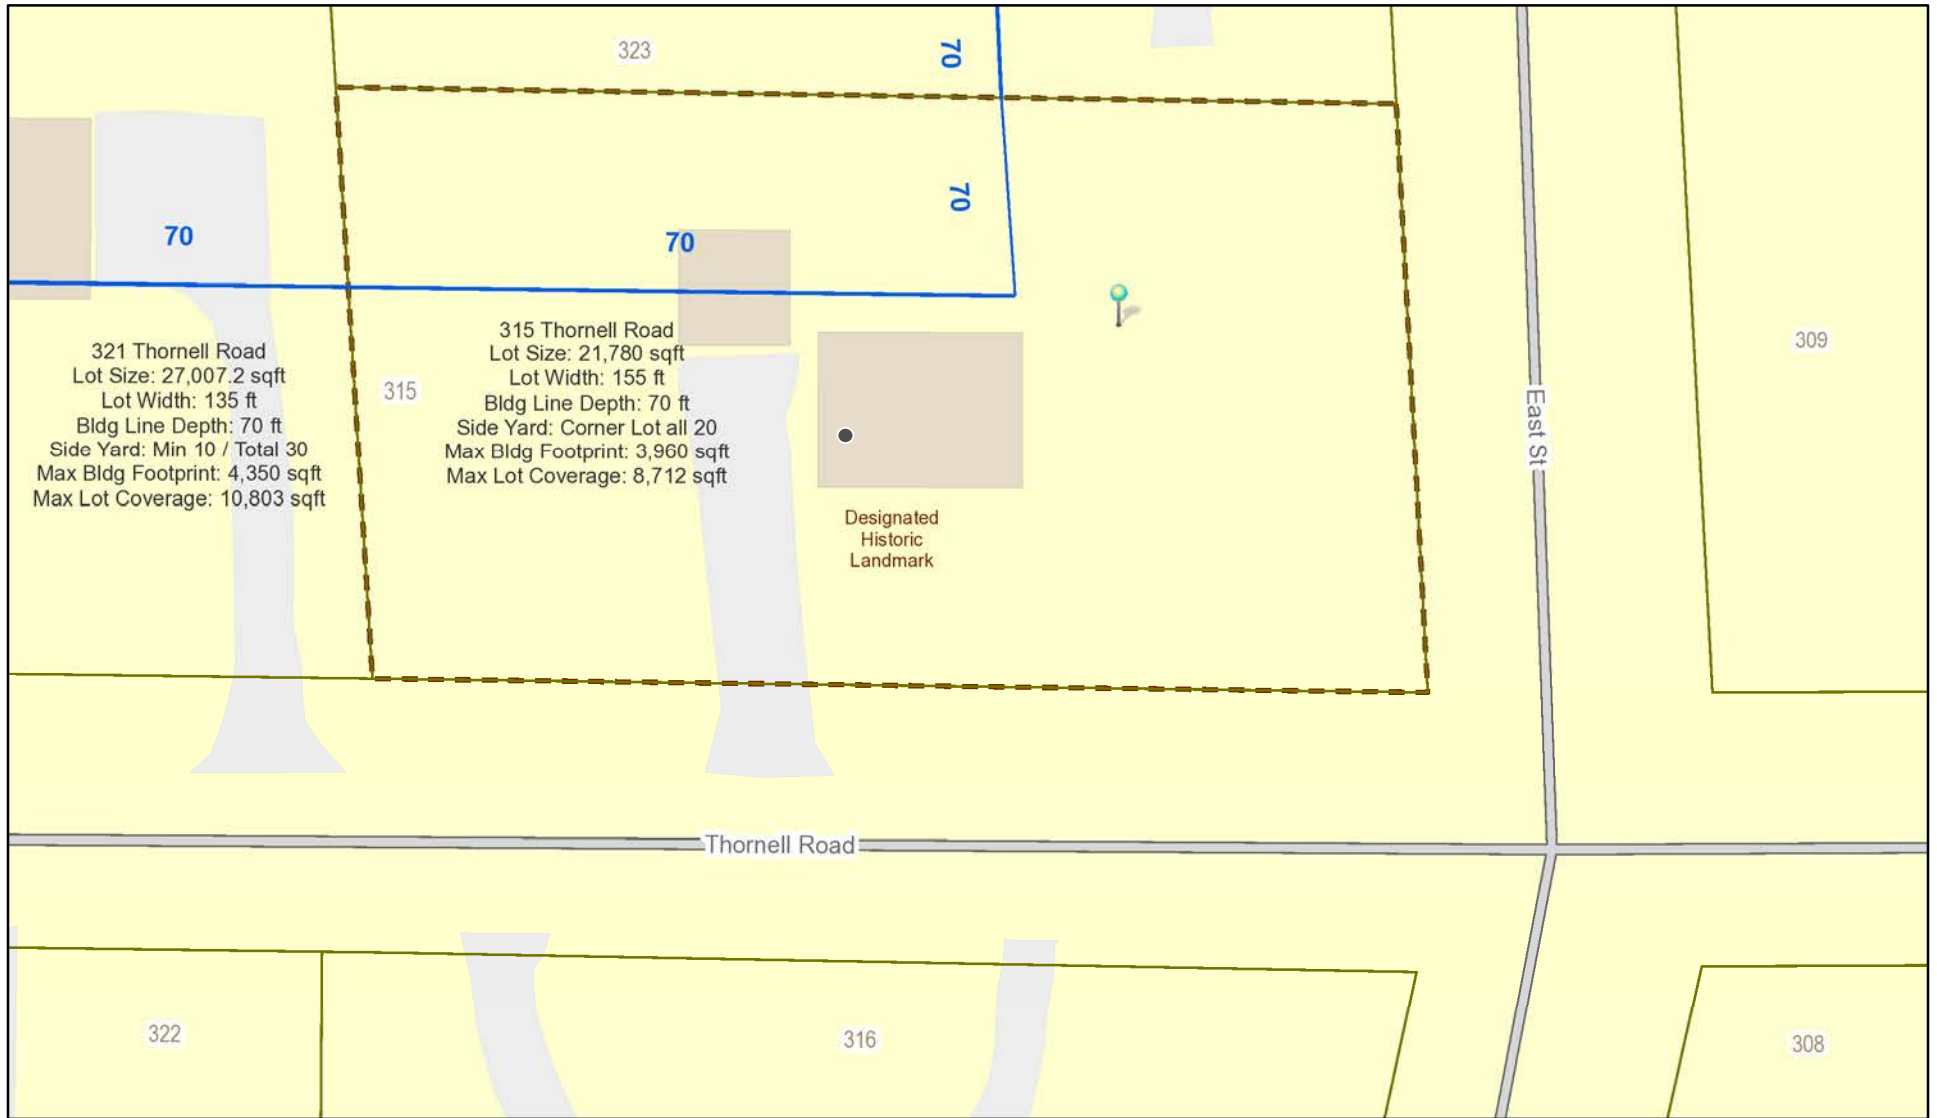 323
70
70
70
70
321 Thornell Road
Lot Size: 27,007.2 sqft
Lot Width: 135 ft
Bldg Line Depth: 70 ft
Side Yard: Min 10 / Total 30
Max Bldg Footprint: 4,350 sqft
Max Lot Coverage: 10,803 sqft
315
315 Thornell Road
Lot Size: 21,780 sqft
Lot Width: 155 ft
Bldg Line Depth: 70 ft
Side Yard: Corner Lot all 20
Max Bldg Footprint: 3,960 sqft
Max Lot Coverage: 8,712 sqft
Designated
Historic
Landmark
East St
309
Thornell Road
322
316
308